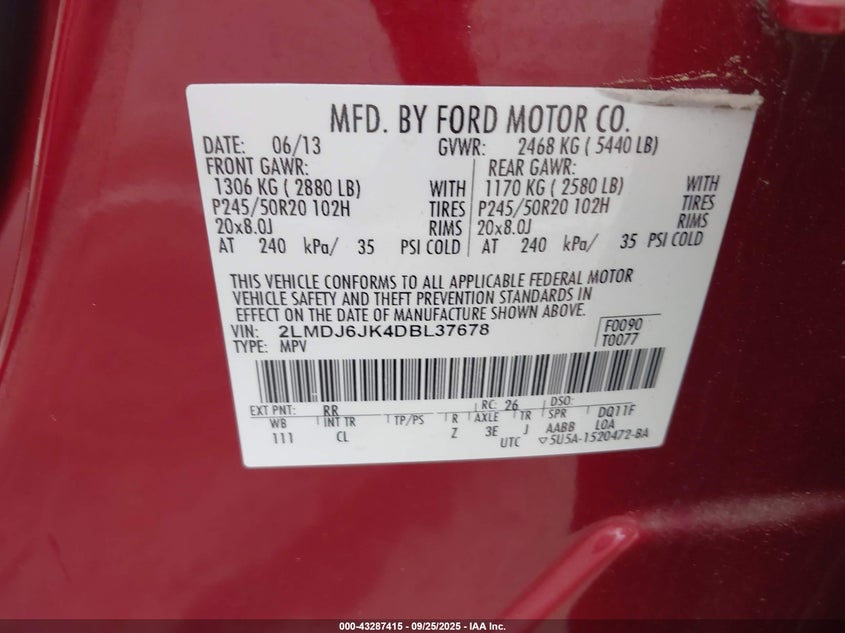 MFD. BY FORD MOTOR CO.
DATE: 06/13 GVWR: 2468 KG ( 5440 LB)
FRONT GAWR: REAR GAWR:
1306 KG ( 2880 LB) WITH 1170 KG ( 2580 LB) WITH
P245/50R20 102H TIRES P245/50R20 102H TIRES
20x8.0J RIMS 20x8.0J RIMS
AT 240 kPa/ 35 PSI COLD AT 240 kPa/ 35 PSI COLD
THIS VEHICLE CONFORMS TO ALL APPLICABLE FEDERAL MOTOR
VEHICLE SAFETY AND THEFT PREVENTION STANDARDS IN
EFFECT ON THE DATE OF MANUFACTURE SHOWN ABOVE.
VIN: 2LMDJ6JK4DBL37678 F0090
TYPE: MPV T0077
EXT PNT: RR RC: 26 DSO:
WB INT TR TP/PS R AXLE TR SPR DQ11F
111 CL Z 3E J AABB LOA
UTC ▽5U5A-1520472-BA
000-43287415 - 09/25/2025 - IAA Inc.